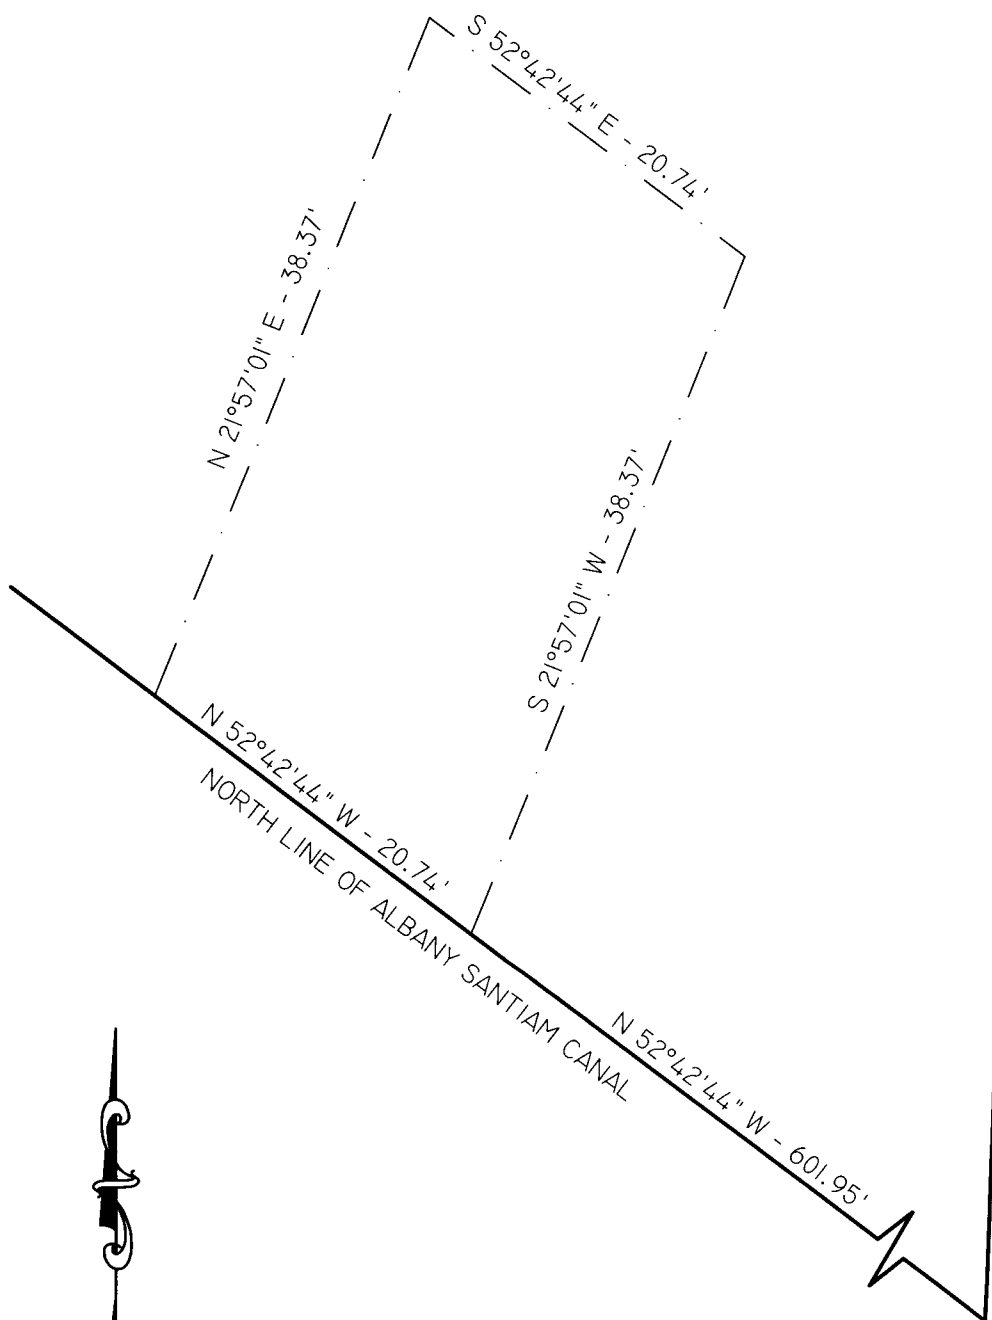 S 52°42'44" E - 20.74'
N 21°57'01" E - 38.37'
S 21°57'01" W - 38.37'
N 52°42'44" W - 20.74'
NORTH LINE OF ALBANY SANTIAM CANAL
N 52°42'44" W - 601.95'